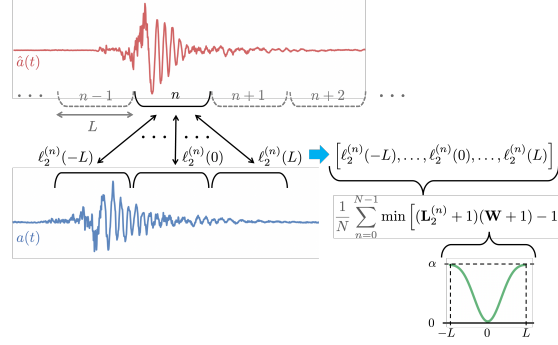 â(t)
· · · n − 1 n n + 1 n + 2 · · ·
L
· · · · · ·
ℓ₂⁽ⁿ⁾(−L) ℓ₂⁽ⁿ⁾(0) ℓ₂⁽ⁿ⁾(L)
[ℓ₂⁽ⁿ⁾(−L), . . . , ℓ₂⁽ⁿ⁾(0), . . . , ℓ₂⁽ⁿ⁾(L)]
a(t)
1/N ∑_{n=0}^{N−1} min [(𝐋₂⁽ⁿ⁾ + 1)(𝐖 + 1) − 1
α
0
−L 0 L